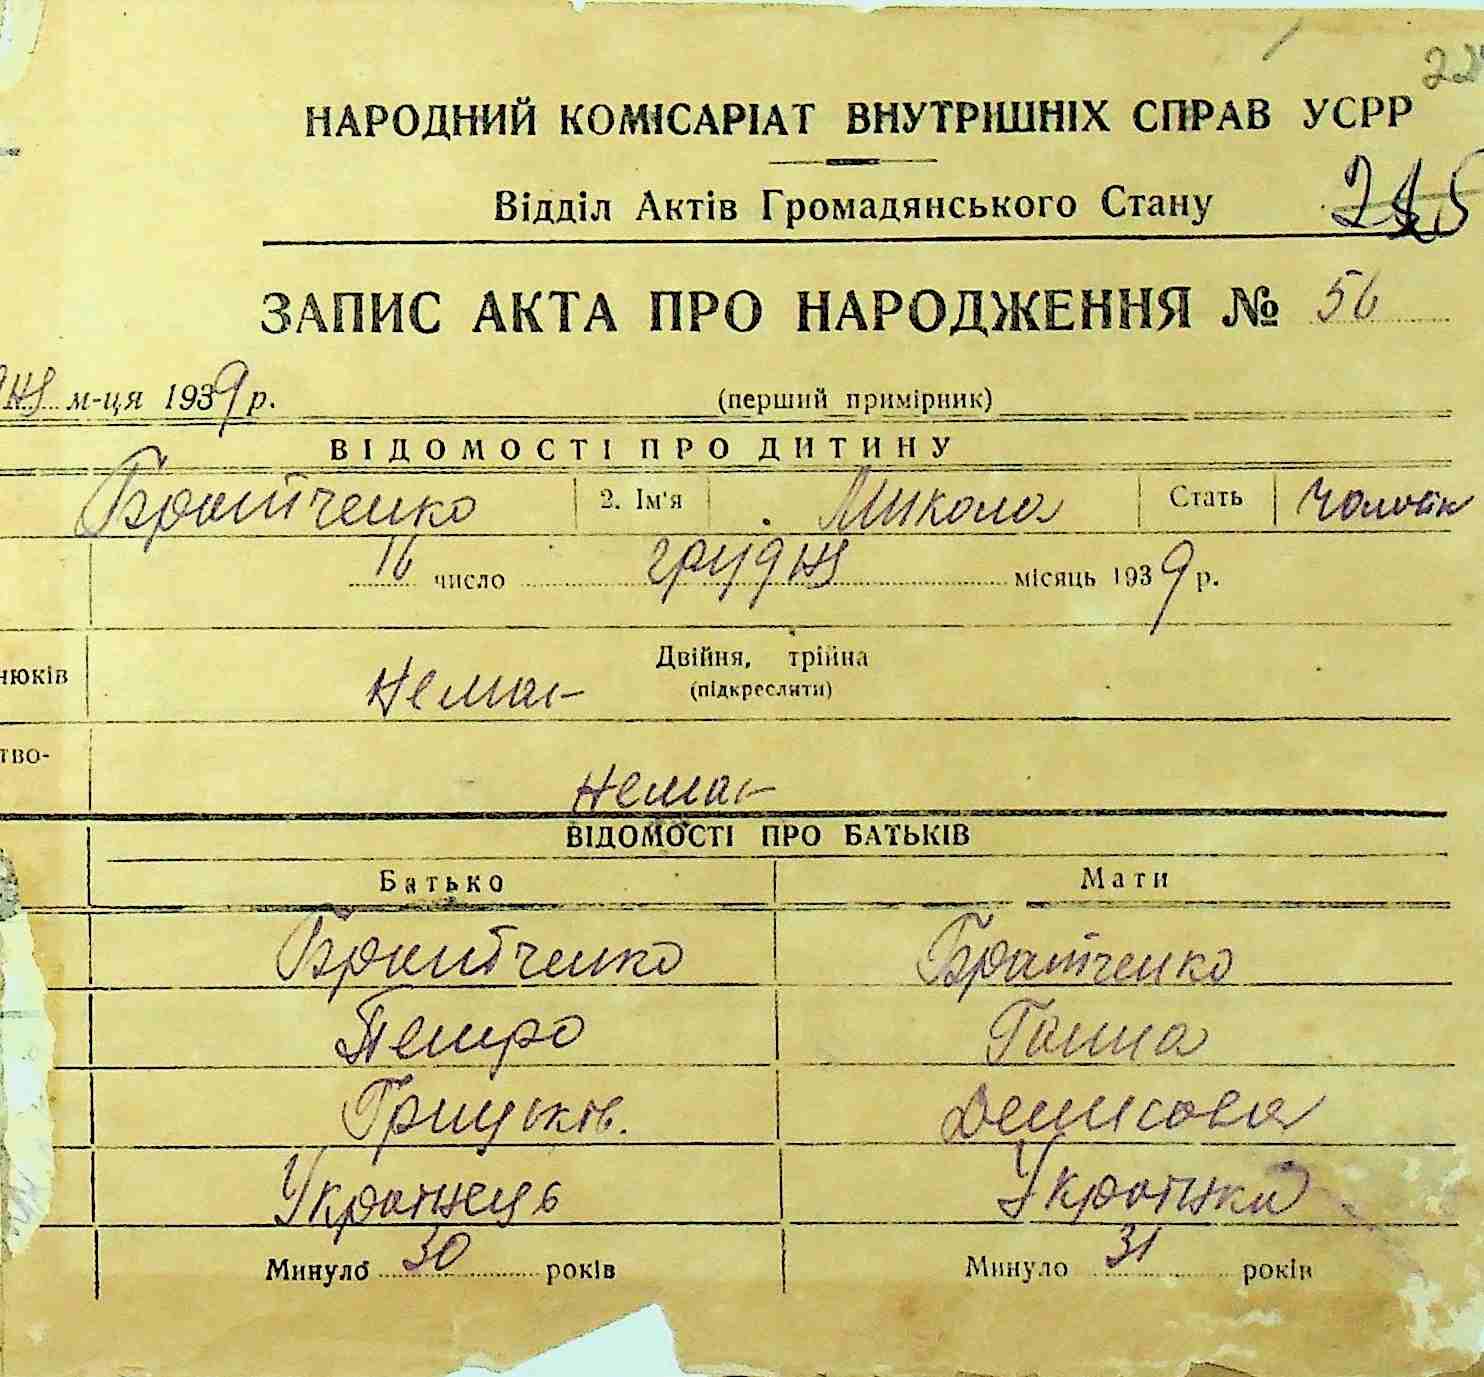 НАРОДНИЙ КОМІСАРІАТ ВНУТРІШНІХ СПРАВ УСРР
Відділ Актів Громадянського Стану
ЗАПИС АКТА ПРО НАРОДЖЕННЯ № 56
м-ця 1939 р. (перший примірник)
ВІДОМОСТІ ПРО ДИТИНУ
Братченко 2. Ім'я Микола Стать чоловік
16 число грудня місяць 1939 р.
Двійня, трійна
нюків Немає (підкреслити)
тво-
немає
ВІДОМОСТІ ПРО БАТЬКІВ
Батько Мати
Братченко Братченко
Петро Ганна
Грицьків. Денисова
Українець Українка
Минуло 30 років Минуло 31 років